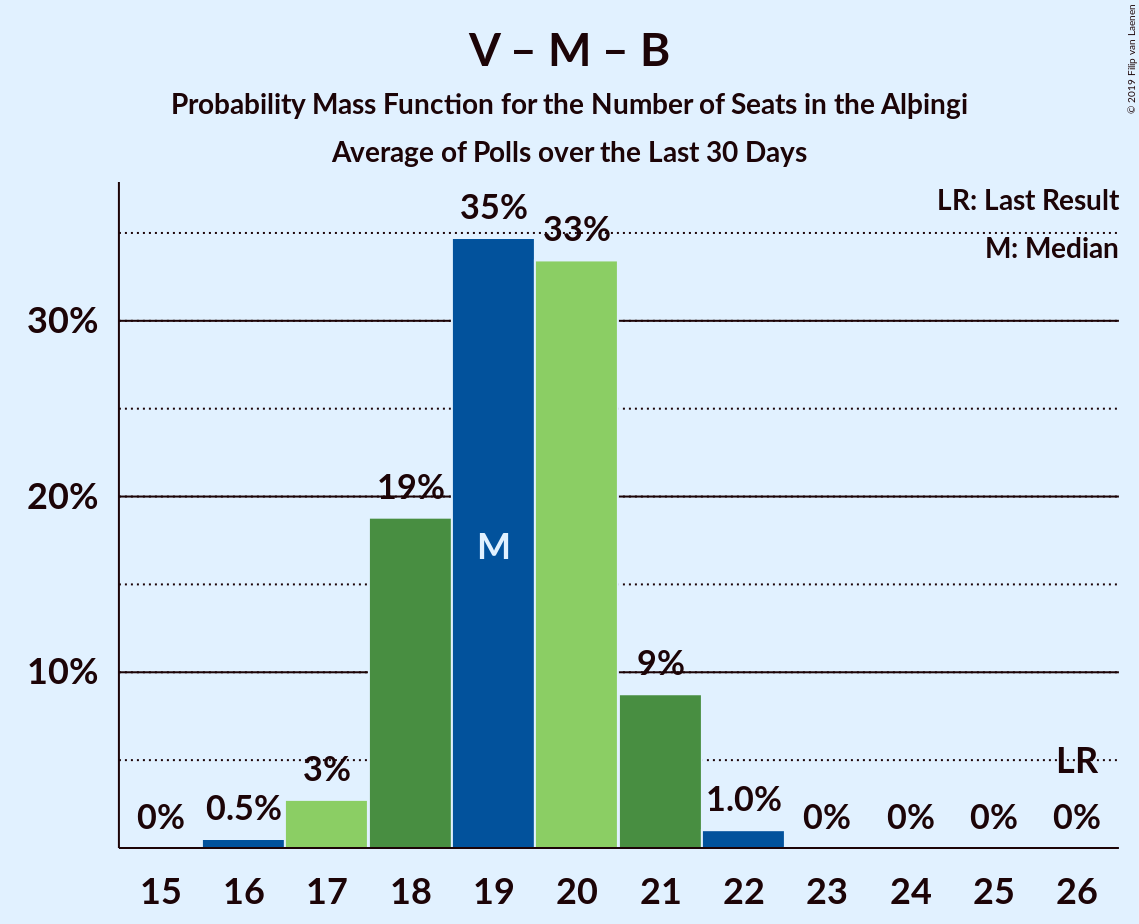 V – M – B
Probability Mass Function for the Number of Seats in the Alþingi
Average of Polls over the Last 30 Days
© 2019 Filip van Laenen
LR: Last Result
M: Median
35%
33%
30%
20%
19%
M
10%
9%
3%
LR
0%
0.5%
1.0%
0%
0%
0%
0%
15 16 17 18 19 20 21 22 23 24 25 26